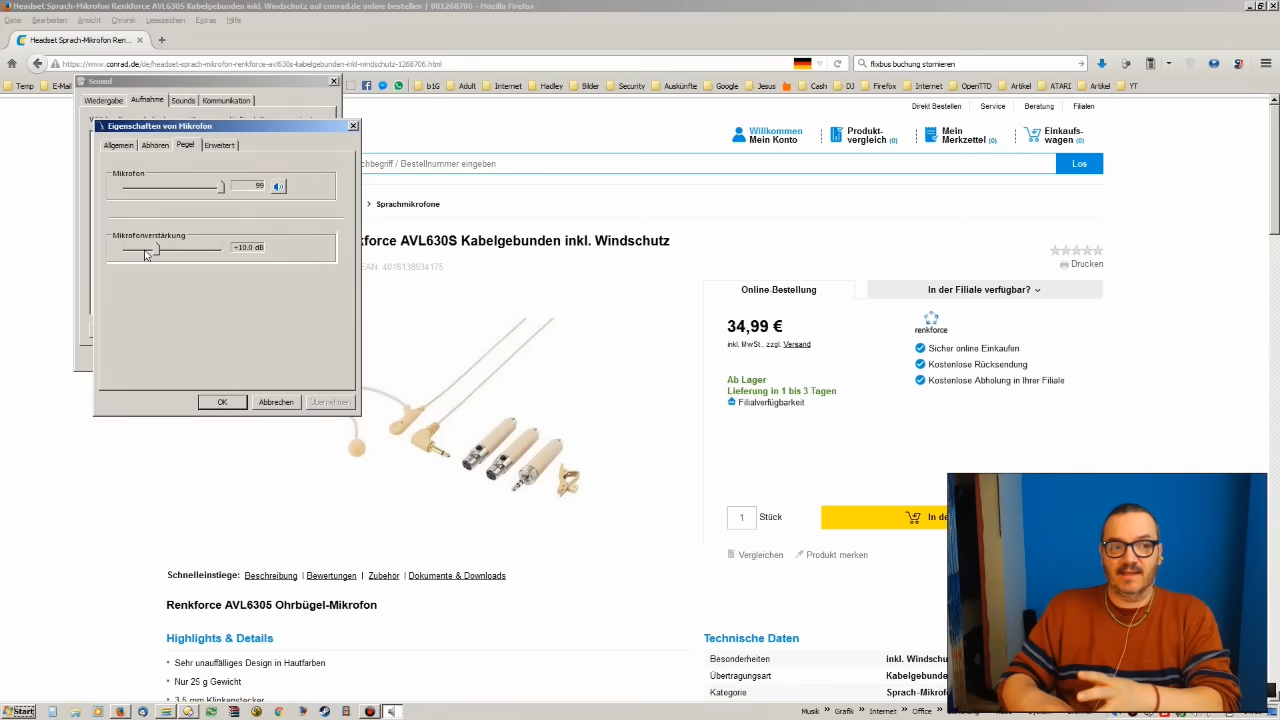 Headset Sprach-Mikrofon Renkforce AVL630S Kabelgebunden inkl. Windschutz auf conrad.de online bestellen | 001268706 - Mozilla Firefox
Datei Bearbeiten Ansicht Chronik Lesezeichen Extras Hilfe
Headset Sprach-Mikrofon Ren...
https://www.conrad.de/de/headset-sprach-mikrofon-renkforce-avl630s-kabelgebunden-inkl-windschutz-1268706.html
flixbus buchung stornieren
Temp E-Mail b1G Adult Internet Hadley Bilder Security Auskünfte Google Jesus Cash DJ Firefox Internet OpenTTD Artikel ATARI Artikel YT
Sound
Wiedergabe Aufnahme Sounds Kommunikation
Eigenschaften von Mikrofon
Allgemein Abhören Pegel Erweitert
Mikrofon
99
Mikrofonverstärkung
+10.0 dB
OK Abbrechen Übernehmen
Direkt Bestellen Service Beratung Filialen
Willkommen
Mein Konto
Produkt-
vergleich (0)
Mein
Merkzettel (0)
Einkaufs-
wagen (0)
chbegriff / Bestellnummer eingeben
Los
> Sprachmikrofone
force AVL630S Kabelgebunden inkl. Windschutz
EAN: 4016138934175
Drucken
Online-Bestellung
In der Filiale verfügbar?
34,99 €
inkl. MwSt., zzgl. Versand
Ab Lager
Lieferung in 1 bis 3 Tagen
Filialverfügbarkeit
renkforce
Sicher online Einkaufen
Kostenlose Rücksendung
Kostenlose Abholung in Ihrer Filiale
1 Stück
In de
Vergleichen Produkt merken
Schnelleinstiege: Beschreibung | Bewertungen | Zubehör | Dokumente & Downloads
Renkforce AVL6305 Ohrbügel-Mikrofon
Highlights & Details
• Sehr unauffälliges Design in Hautfarben
• Nur 25 g Gewicht
• 3,5 mm Klinkenstecker
Technische Daten
Besonderheiten inkl. Windschu
Übertragungsart Kabelgebunde
Kategorie Sprach-Mikrof
Start
Musik Grafik Internet Office